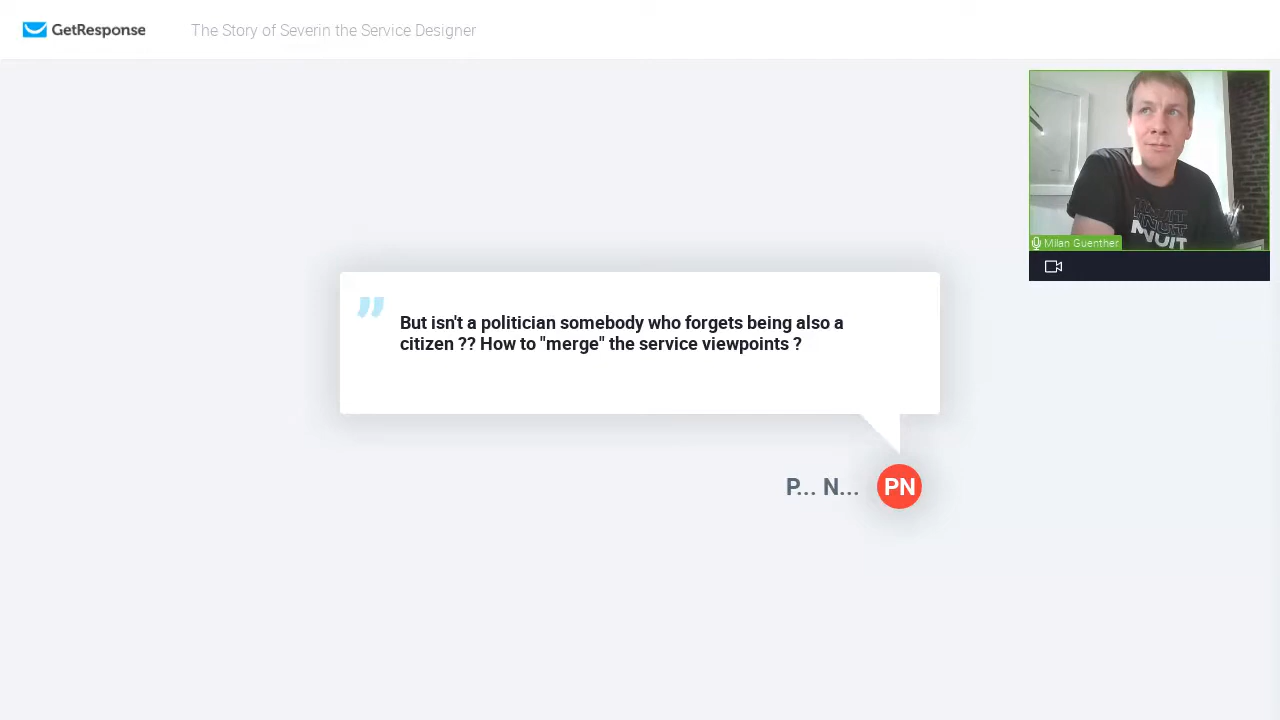 GetResponse
The Story of Severin the Service Designer
Milan Guenther
But isn't a politician somebody who forgets being also a
citizen ?? How to "merge" the service viewpoints ?
P... N...
PN